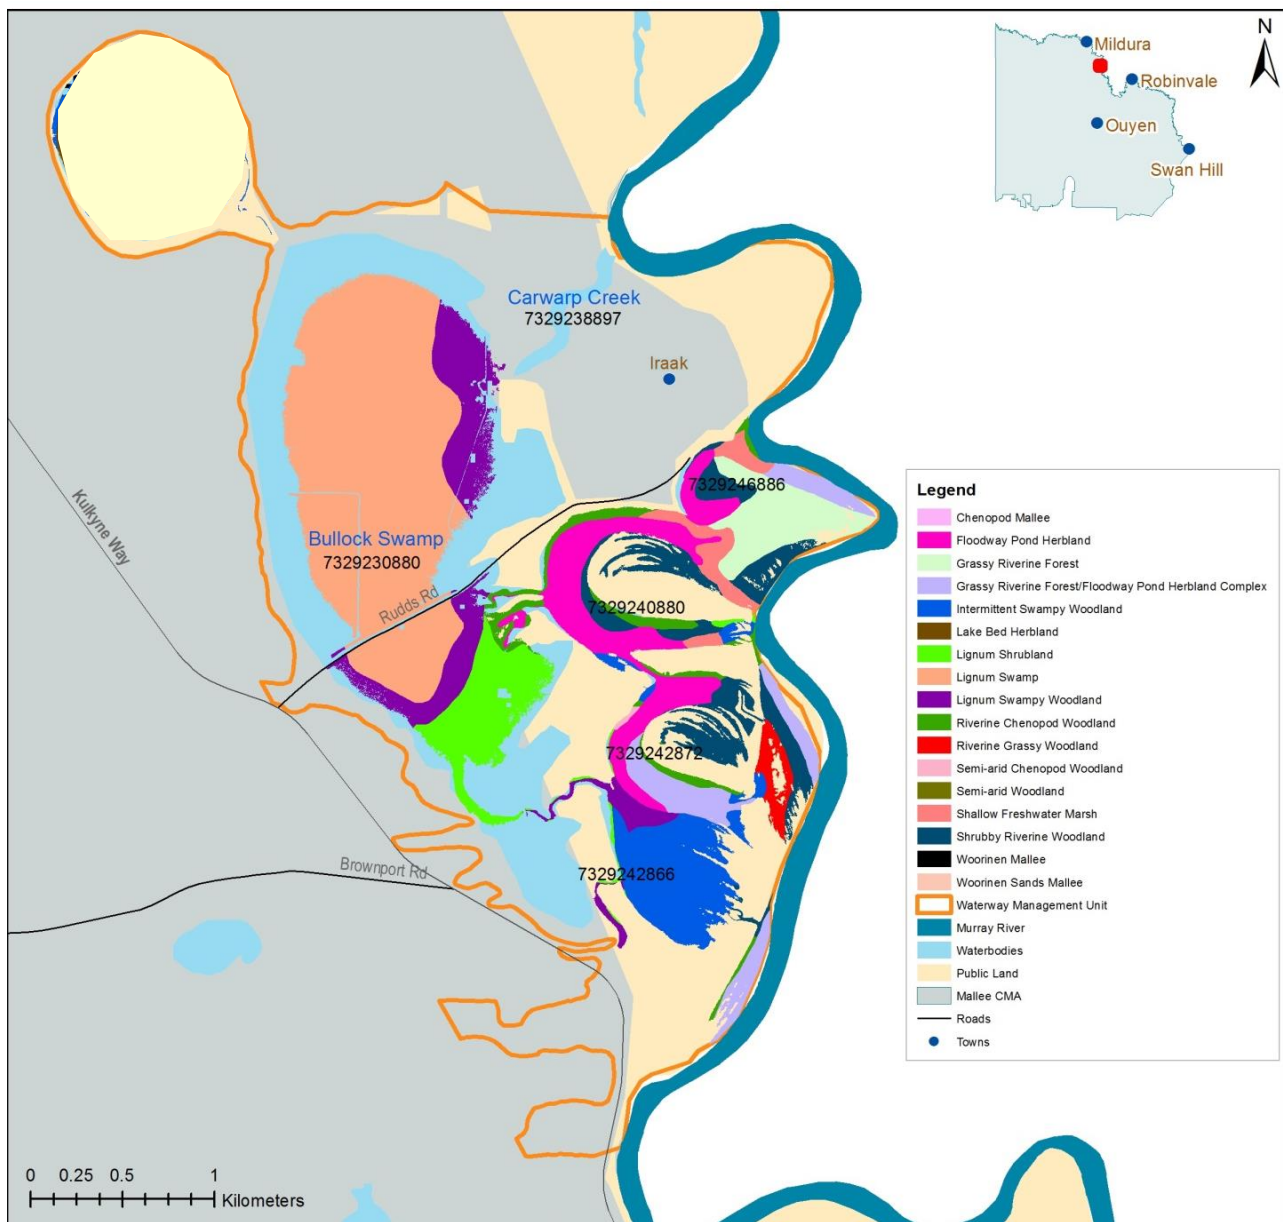 N
Mildura
Robinvale
Ouyen
Swan Hill
Carwarp Creek
7329238897
Iraak
7329246886
Kulkyne Way
Bullock Swamp
7329230880
Rudds Rd
7329240880
7329242872
Brownport Rd
7329242866
Legend
Chenopod Mallee
Floodway Pond Herbland
Grassy Riverine Forest
Grassy Riverine Forest/Floodway Pond Herbland Complex
Intermittent Swampy Woodland
Lake Bed Herbland
Lignum Shrubland
Lignum Swamp
Lignum Swampy Woodland
Riverine Chenopod Woodland
Riverine Grassy Woodland
Semi-arid Chenopod Woodland
Semi-arid Woodland
Shallow Freshwater Marsh
Shrubby Riverine Woodland
Woorinen Mallee
Woorinen Sands Mallee
Waterway Management Unit
Murray River
Waterbodies
Public Land
Mallee CMA
Roads
Towns
0 0.25 0.5 1
Kilometers